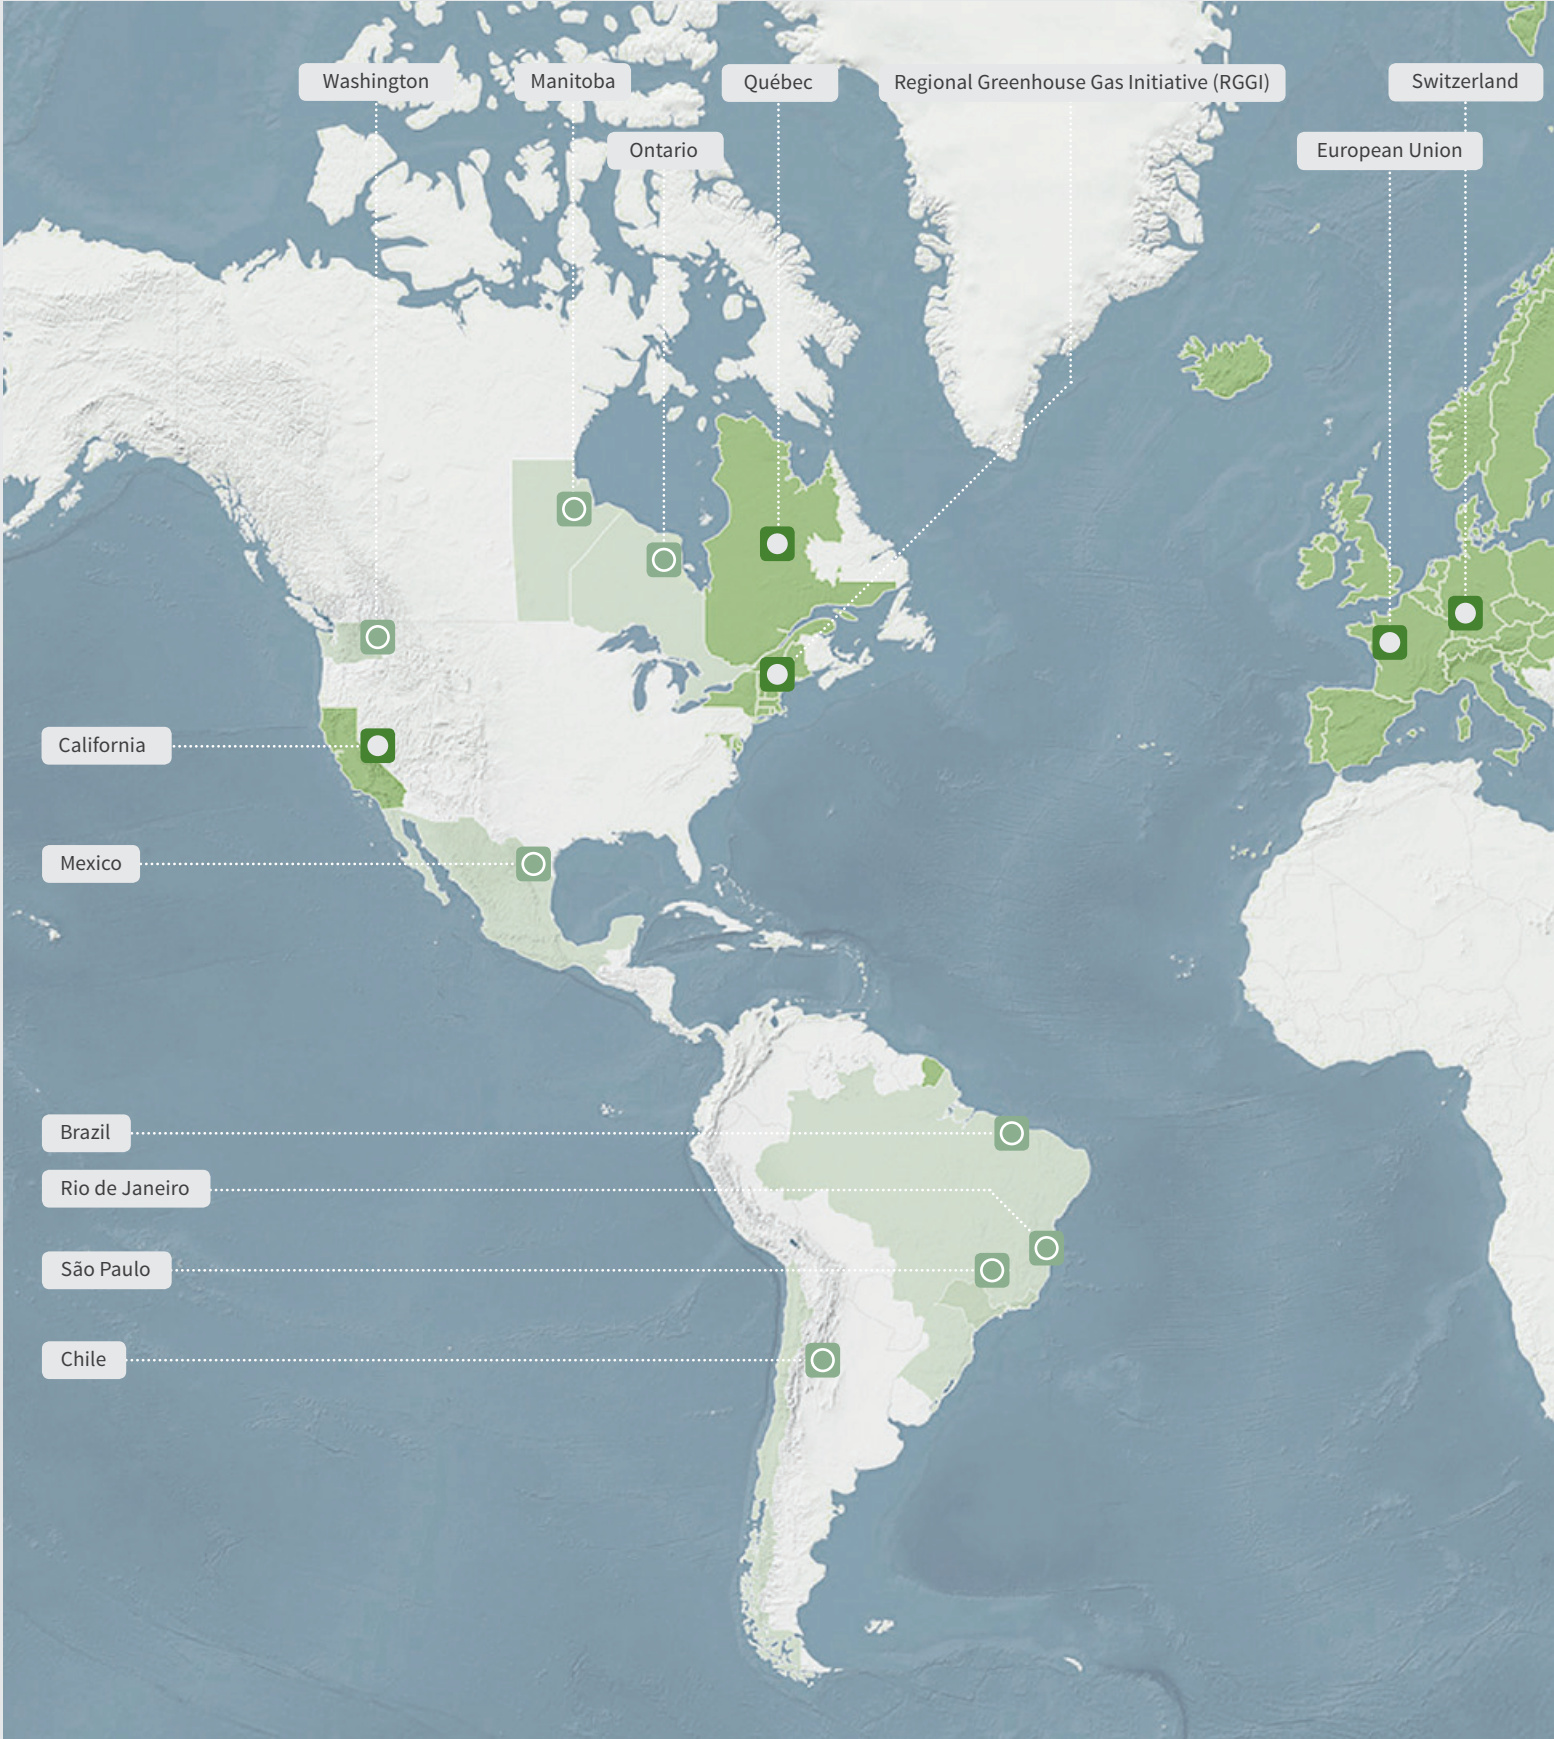 Washington
Manitoba
Québec
Regional Greenhouse Gas Initiative (RGGI)
Switzerland
Ontario
European Union
California
Mexico
Brazil
Rio de Janeiro
São Paulo
Chile